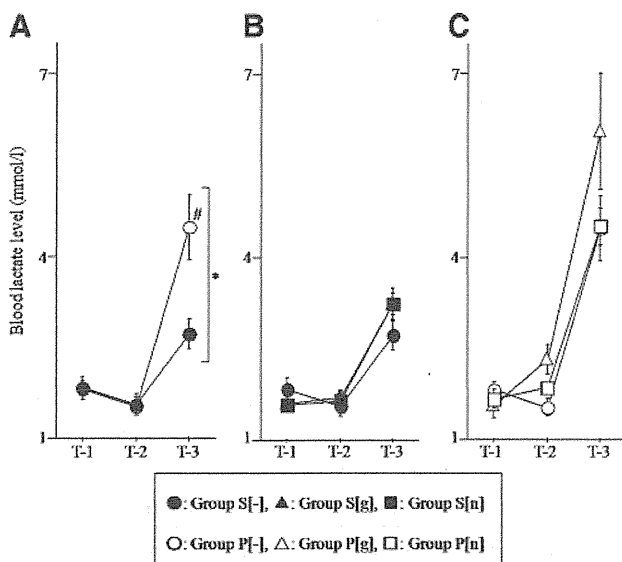 A
B
C
Blood lactate level (mmol/l)
7
4
1
T-1
T-2
T-3
#
*
7
4
1
T-1
T-2
T-3
7
4
1
T-1
T-2
T-3
●: Group S[-], ▲: Group S[g], ■: Group S[n]
○: Group P[-], △: Group P[g], □: Group P[n]